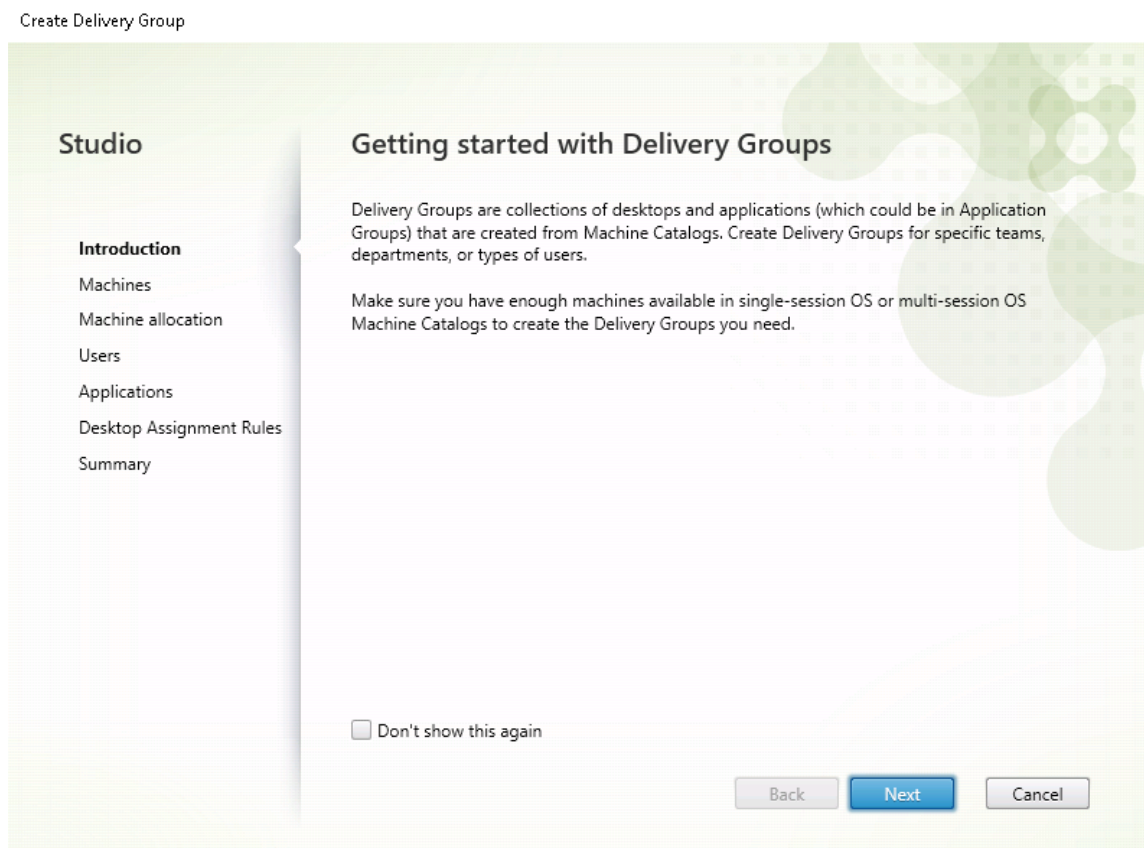 Create Delivery Group
Studio
Introduction
Machines
Machine allocation
Users
Applications
Desktop Assignment Rules
Summary
Getting started with Delivery Groups
Delivery Groups are collections of desktops and applications (which could be in Application
Groups) that are created from Machine Catalogs. Create Delivery Groups for specific teams,
departments, or types of users.
Make sure you have enough machines available in single-session OS or multi-session OS
Machine Catalogs to create the Delivery Groups you need.
Don't show this again
Back
Next
Cancel